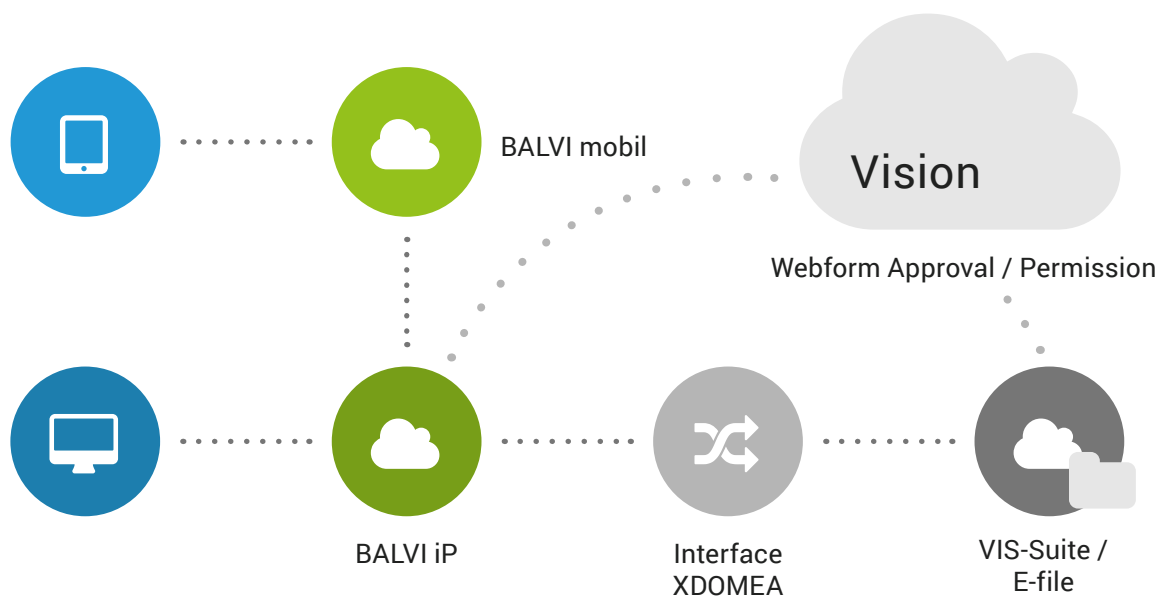 BALVI mobil
Vision
Webform Approval / Permission
BALVI iP
Interface
XDOMEA
VIS-Suite /
E-file